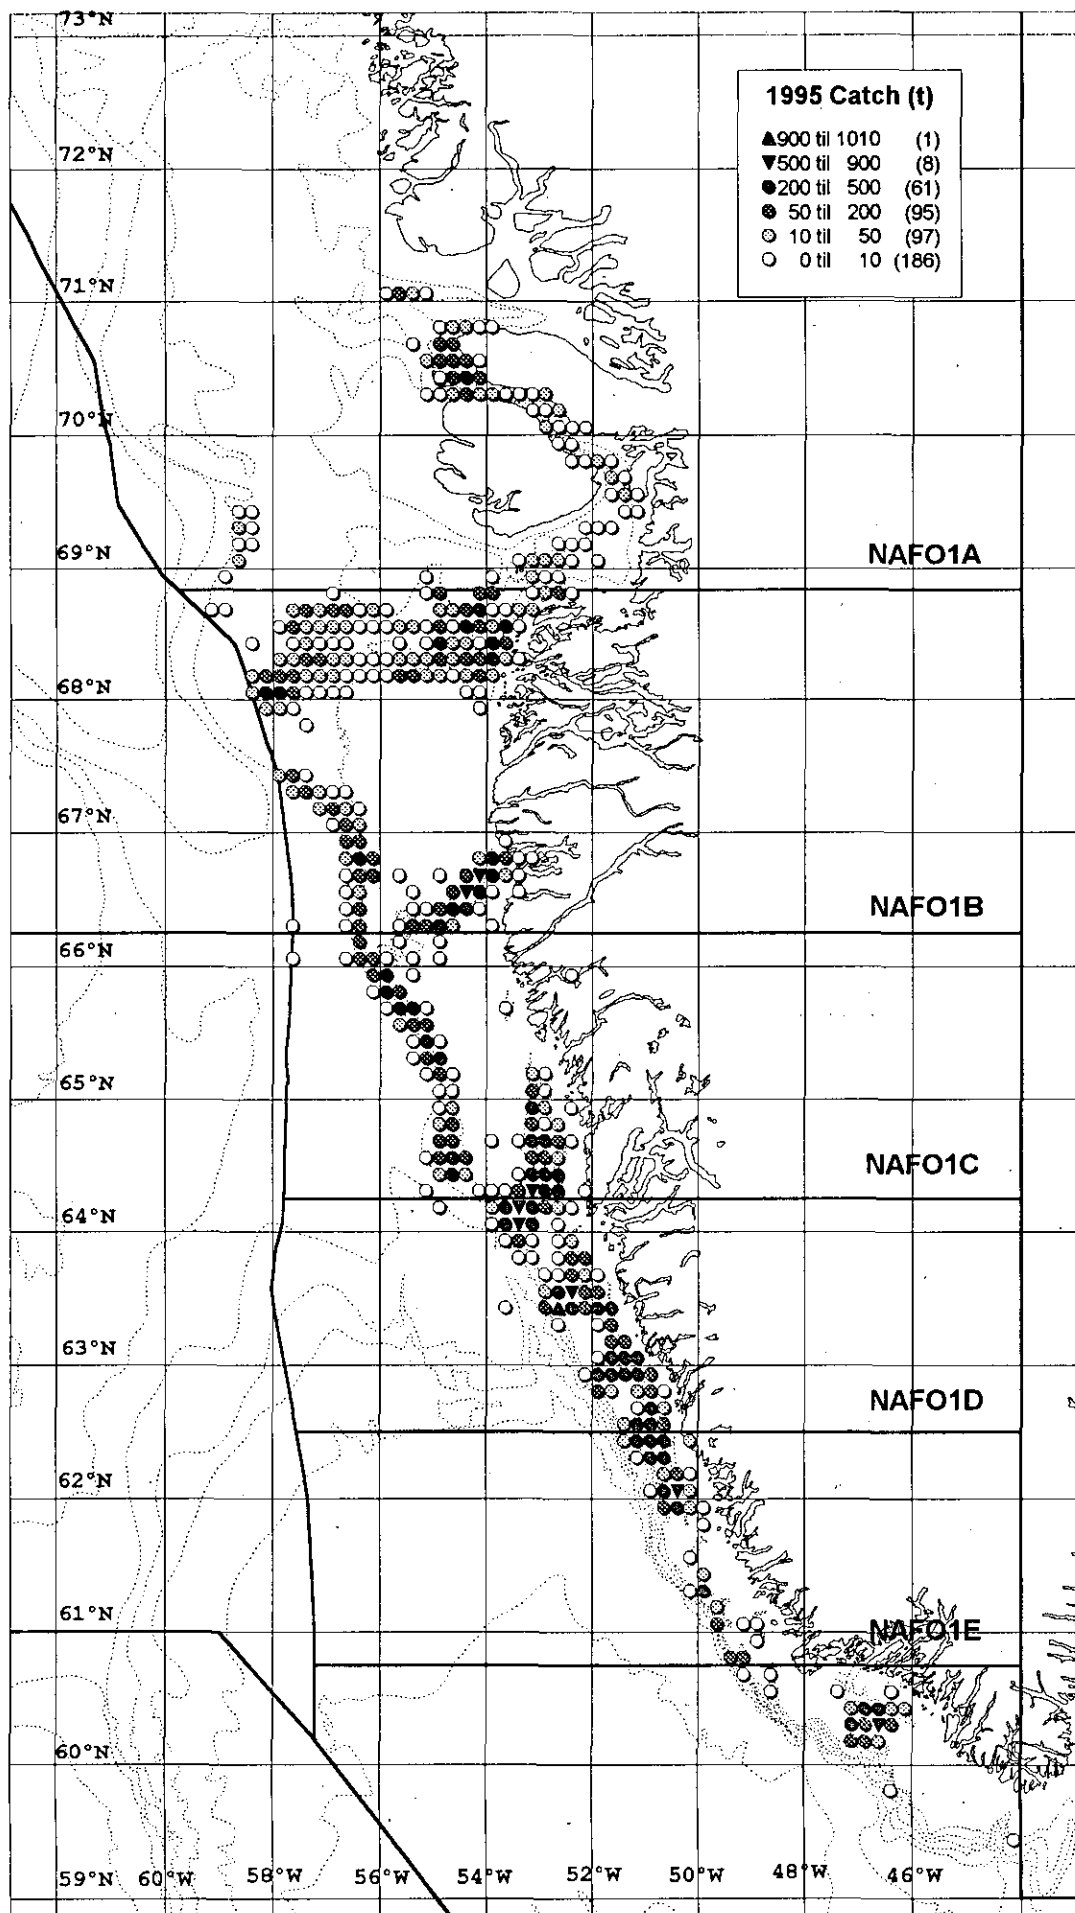 73°N
1995 Catch (t)
▲900 til 1010 (1)
▼500 til 900 (8)
200 til 500 (61)
50 til 200 (95)
10 til 50 (97)
0 til 10 (186)
72°N
71°N
70°N
69°N
NAFO1A
68°N
67°N
NAFO1B
66°N
65°N
NAFO1C
64°N
63°N
NAFO1D
62°N
61°N
NAFO1E
60°N
59°N 60°W 58°W 56°W 54°W 52°W 50°W 48°W 46°W